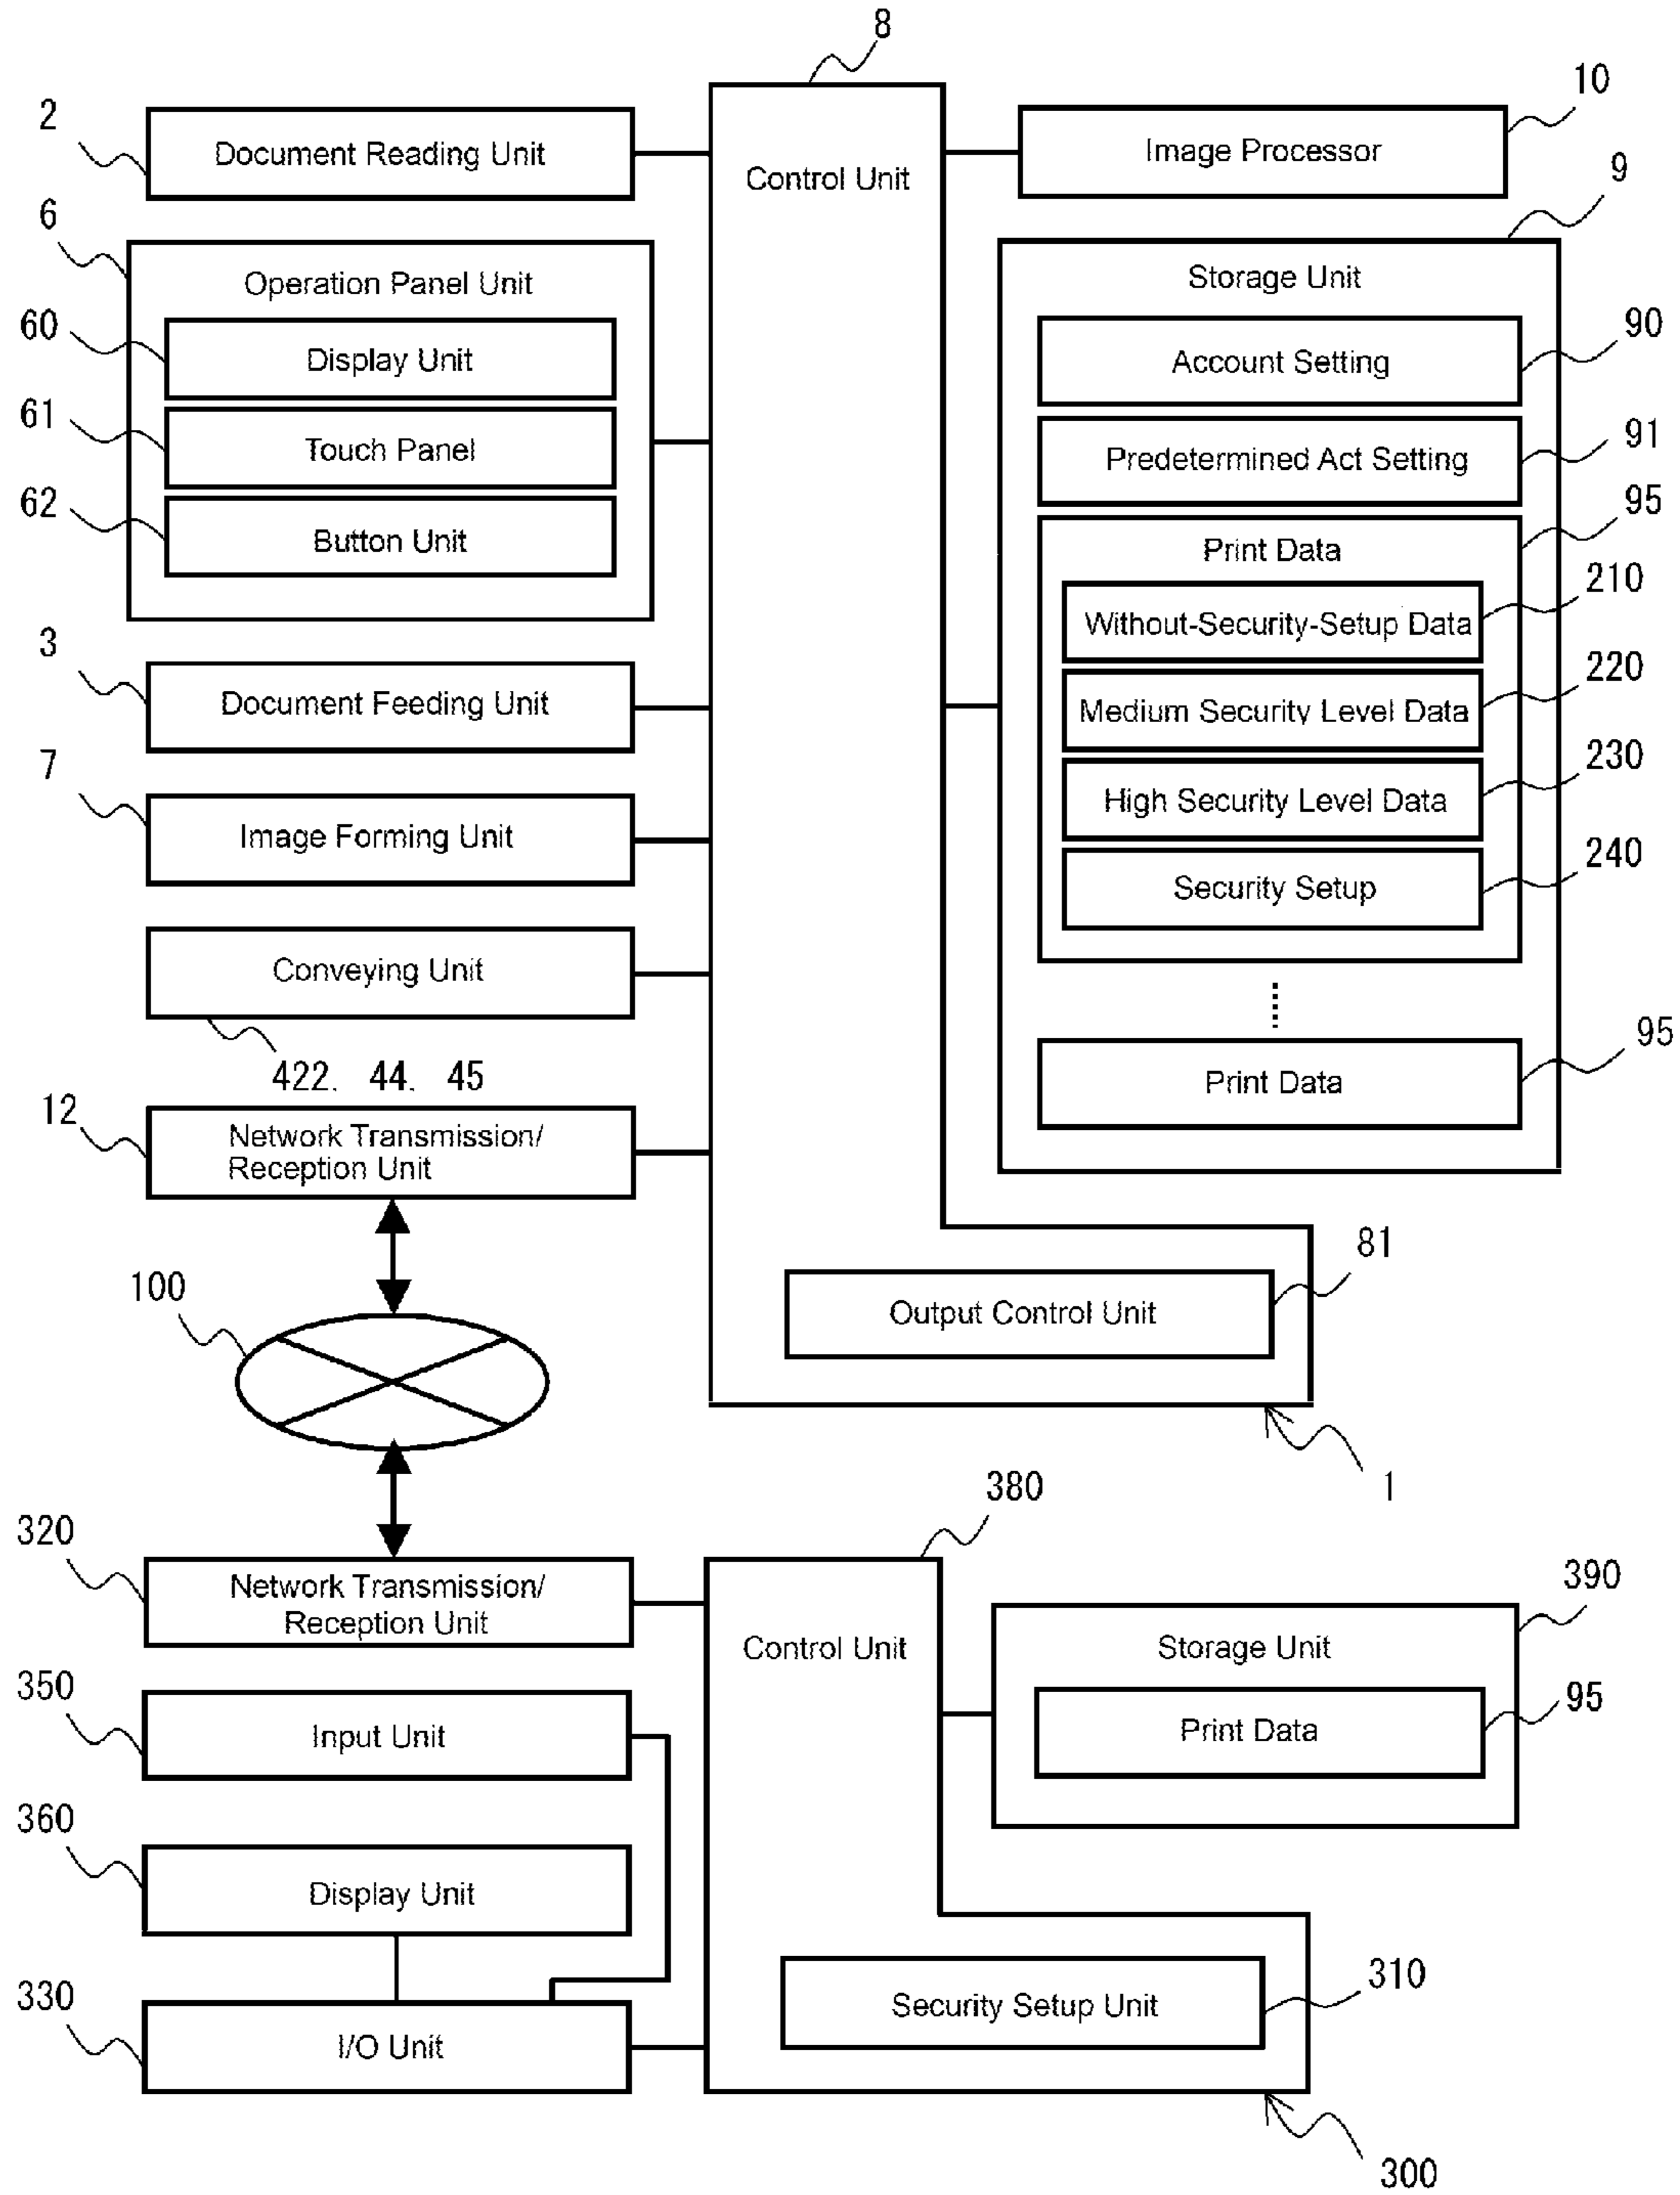 8
2
Document Reading Unit
Control Unit
10
Image Processor
9
6
Operation Panel Unit
60
Display Unit
61
Touch Panel
62
Button Unit
Storage Unit
90
Account Setting
91
Predetermined Act Setting
95
Print Data
210
Without-Security-Setup Data
220
Medium Security Level Data
230
High Security Level Data
240
Security Setup
3
Document Feeding Unit
7
Image Forming Unit
Conveying Unit
422、 44、 45
95
Print Data
12
Network Transmission/
Reception Unit
81
Output Control Unit
100
1
380
320
Network Transmission/
Reception Unit
Control Unit
390
Storage Unit
95
Print Data
350
Input Unit
360
Display Unit
330
I/O Unit
310
Security Setup Unit
300